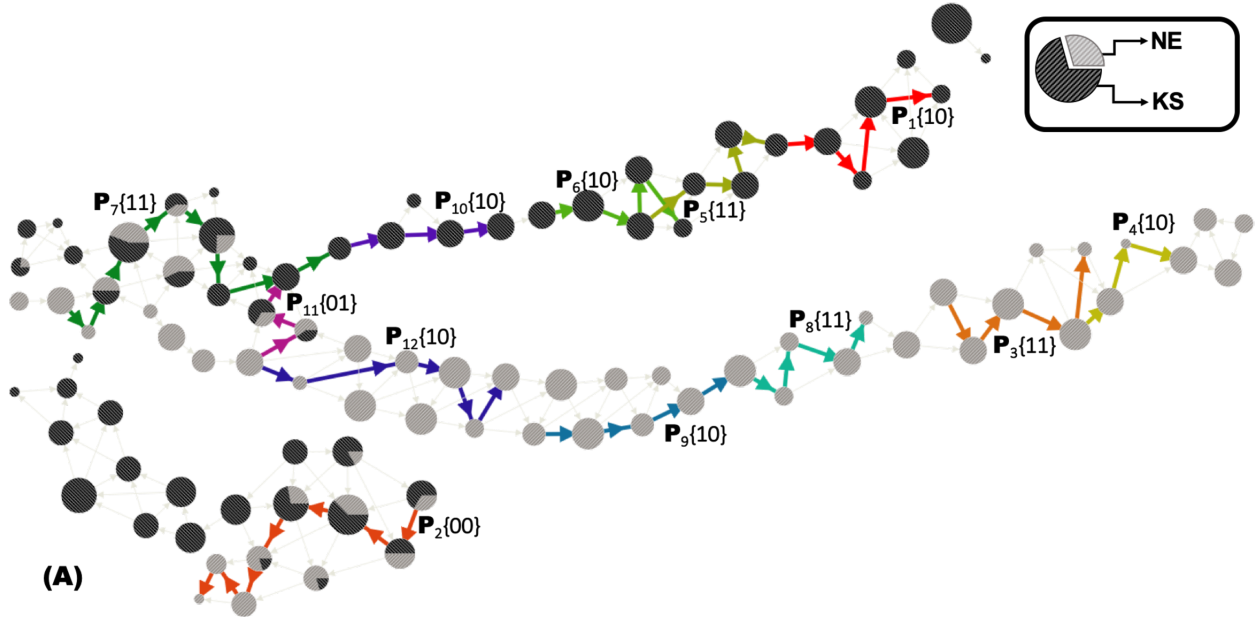 NE
KS
P₁{10}
P₇{11}
P₆{10}
P₁₀{10}
P₅{11}
P₄{10}
P₁₁{01}
P₈{11}
P₁₂{10}
P₃{11}
P₉{10}
P₂{00}
(A)